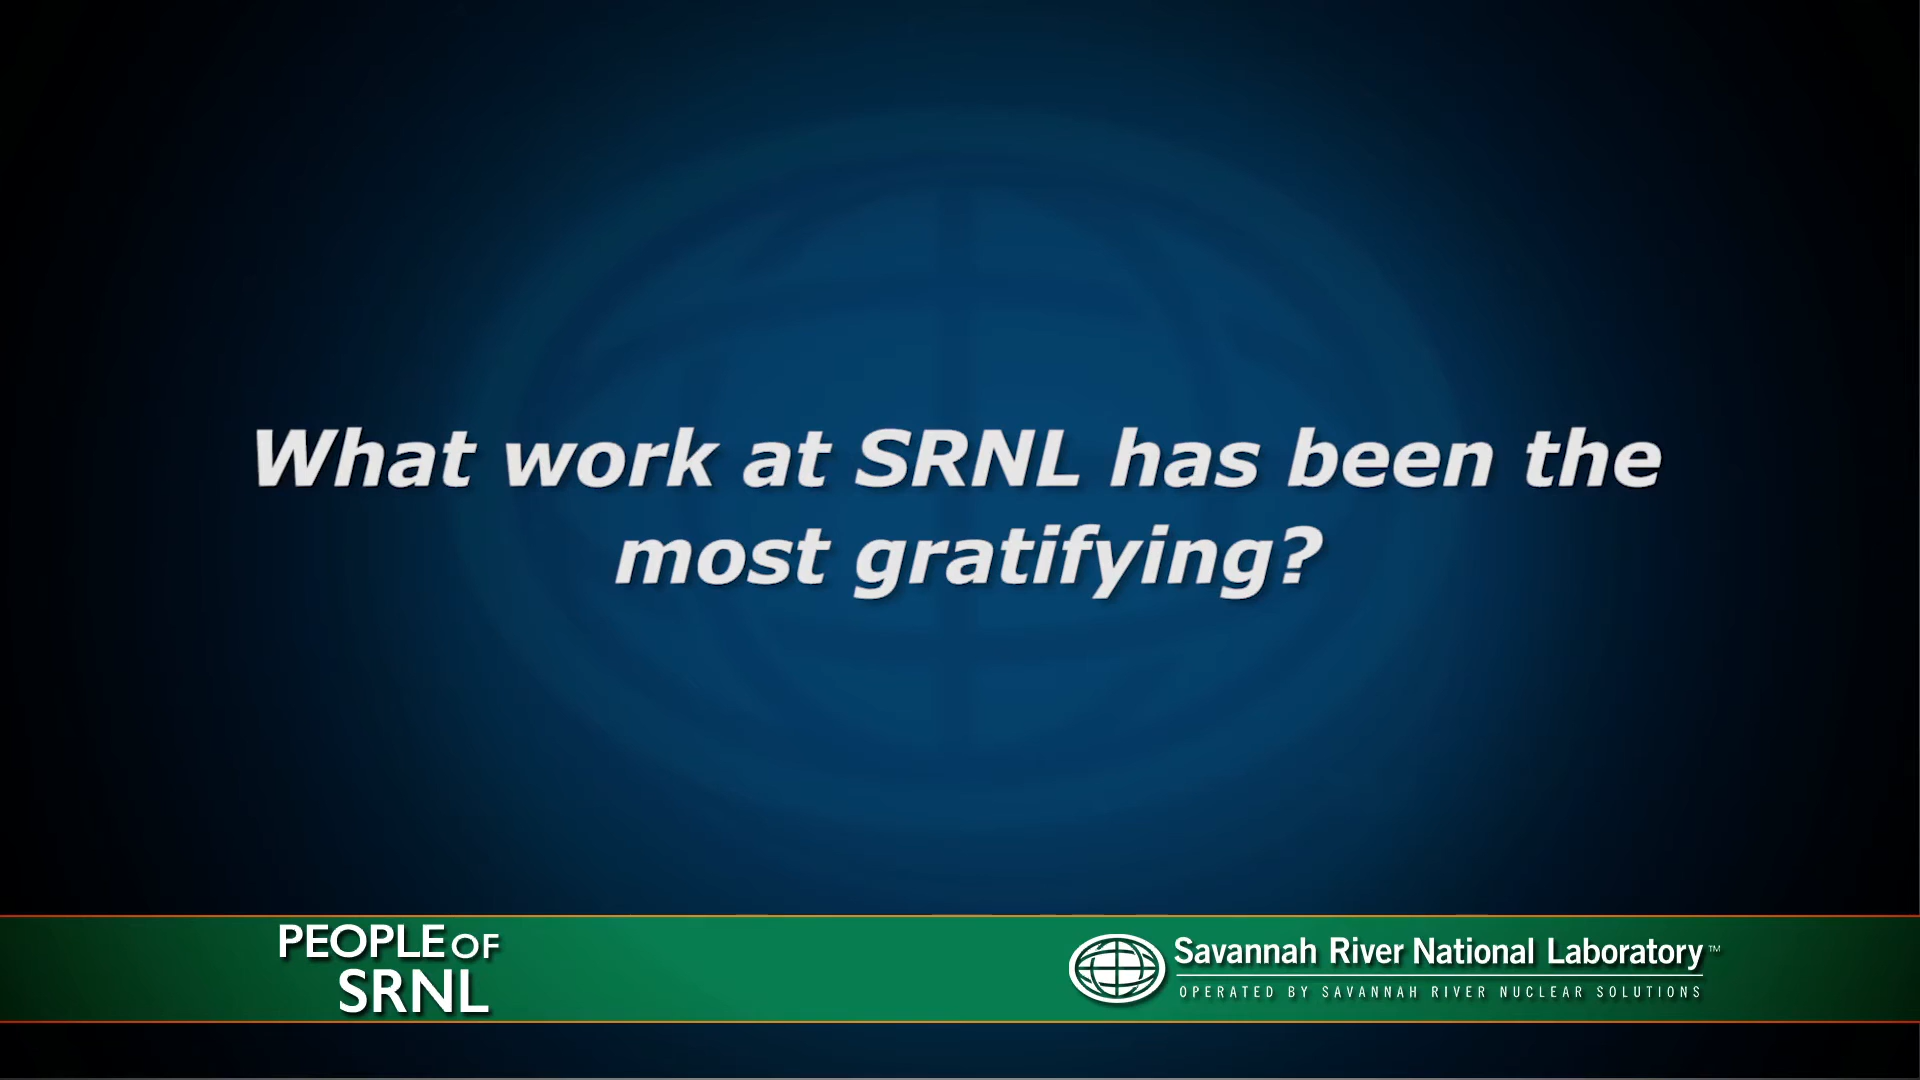 What work at SRNL has been the
most gratifying?
PEOPLE OF
SRNL
Savannah River National Laboratory™
OPERATED BY SAVANNAH RIVER NUCLEAR SOLUTIONS